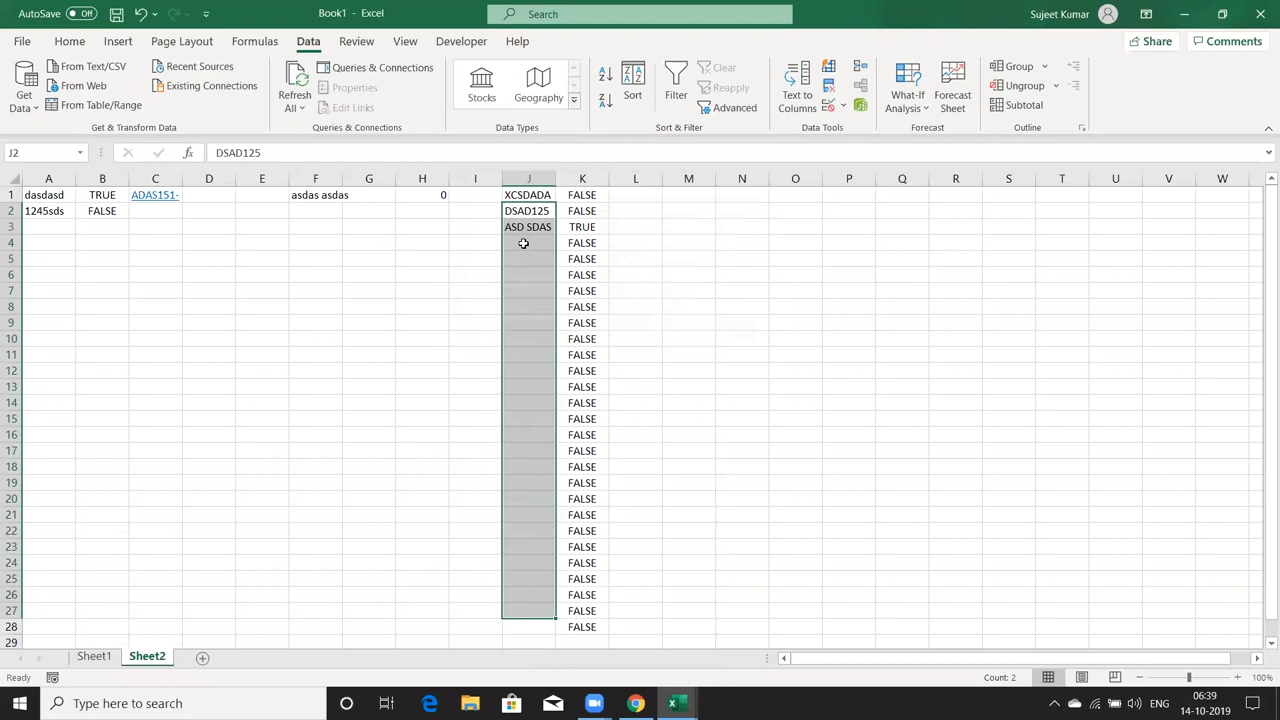 AutoSave Off Book1 - Excel Search Sujeet Kumar
File Home Insert Draw Page Layout Formulas Data Review View Developer Help Share Comments
Get Data
From Text/CSV
From Web
From Table/Range
Recent Sources
Existing Connections
Get & Transform Data
Refresh All
Queries & Connections
Properties
Edit Links
Queries & Connections
Stocks Geography
Data Types
Sort
Filter
Clear
Reapply
Advanced
Sort & Filter
Text to Columns
Data Tools
What-If Analysis
Forecast Sheet
Forecast
Group
Ungroup
Subtotal
Outline
J2 fx DSAD125
A B C D E F G H I J K L M N O P Q R S T U V W
1 dasdasd TRUE ADAS151- asdas asdas 0 XCSDADA FALSE
2 1245sds FALSE DSAD125 FALSE
3 ASD SDAS TRUE
4 FALSE
5 FALSE
6 FALSE
7 FALSE
8 FALSE
9 FALSE
10 FALSE
11 FALSE
12 FALSE
13 FALSE
14 FALSE
15 FALSE
16 FALSE
17 FALSE
18 FALSE
19 FALSE
20 FALSE
21 FALSE
22 FALSE
23 FALSE
24 FALSE
25 FALSE
26 FALSE
27 FALSE
28 FALSE
29
Sheet1 Sheet2
Ready Count: 2 100%
Type here to search ENG 06:39
14-10-2019